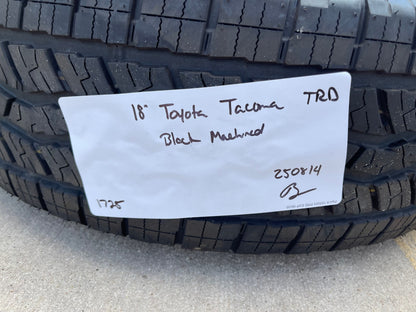 18" Toyota Tacoma TRD
Black Machined
250814
1725